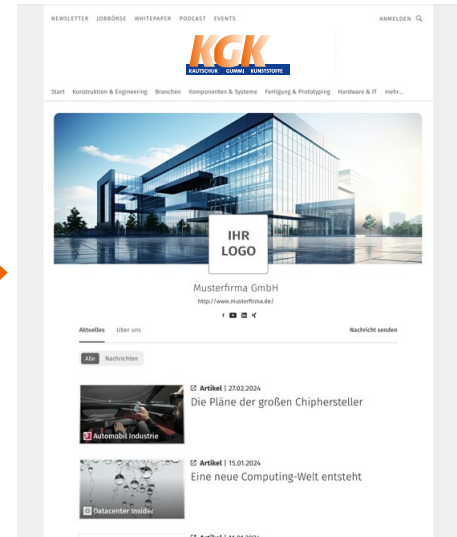 NEWSLETTER JOBBÖRSE WHITEPAPER PODCAST EVENTS ANMELDEN
KGK
KAUTSCHUK GUMMI KUNSTSTOFFE
Start Konstruktion & Engineering Branchen Komponenten & Systeme Fertigung & Prototyping Hardware & IT mehr...
IHR
LOGO
Musterfirma GmbH
http://www.musterfirma.de/
Aktuelles Über uns Nachricht senden
Alle Nachrichten
Artikel | 27.02.2024
Die Pläne der großen Chiphersteller
Automobil Industrie
Artikel | 15.01.2024
Eine neue Computing-Welt entsteht
Datacenter Insider